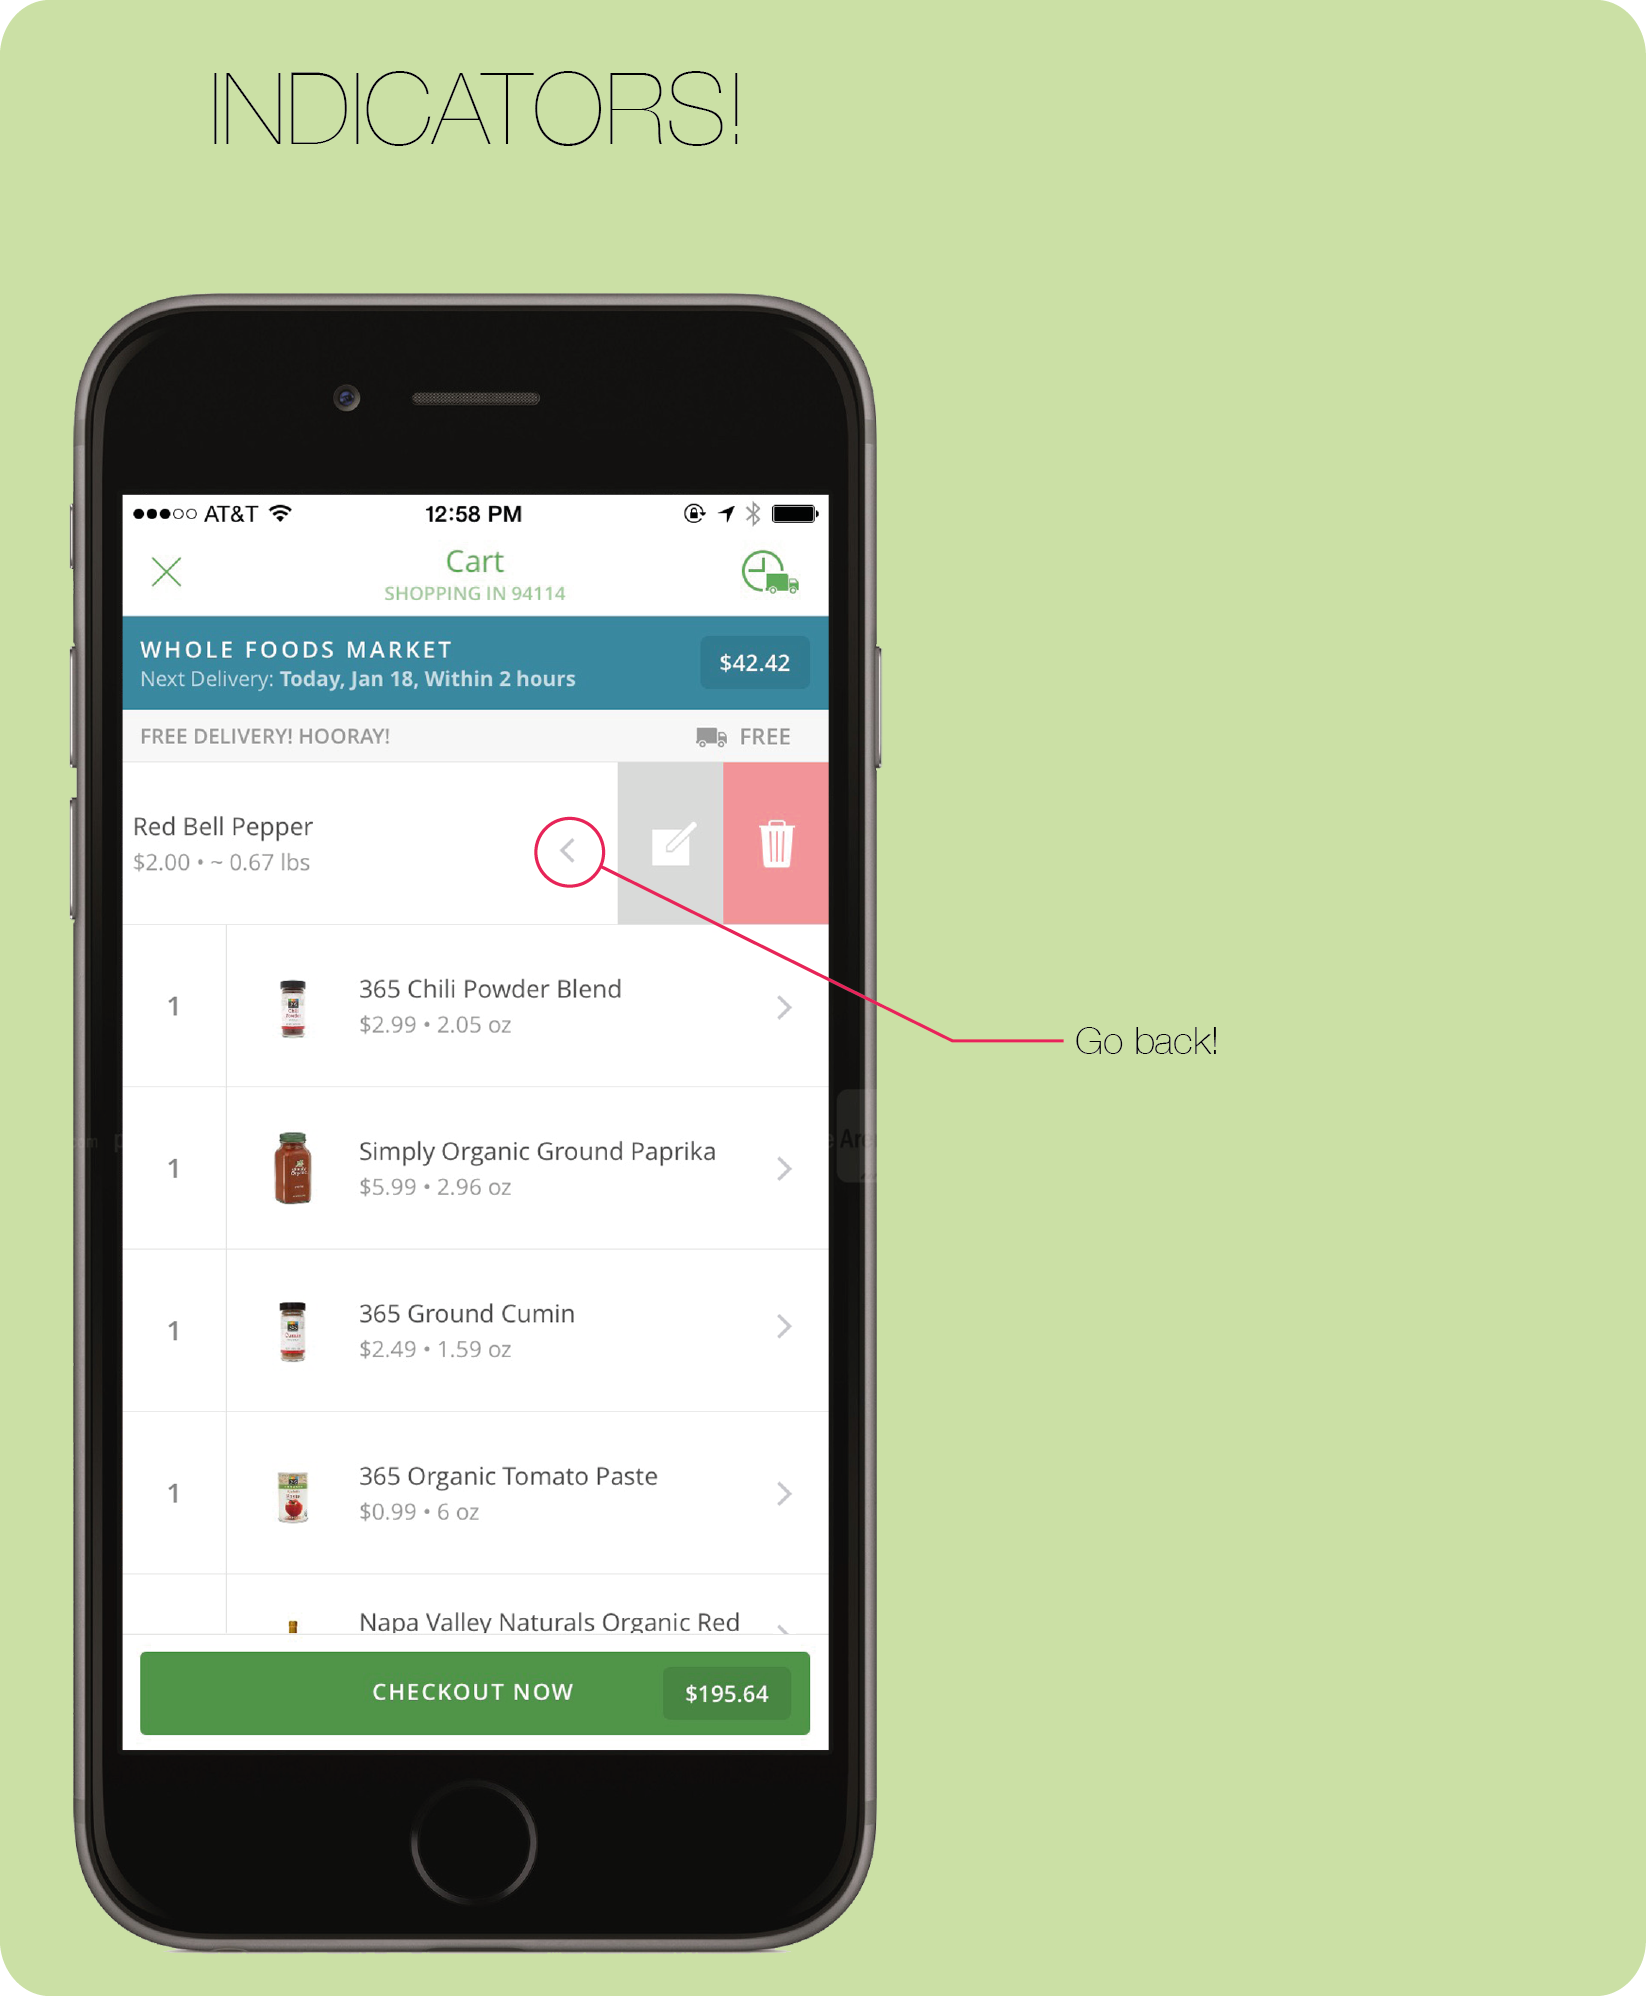 INDICATORS!
AT&T 12:58 PM
Cart
SHOPPING IN 94114
WHOLE FOODS MARKET
$42.42
Next Delivery: Today, Jan 18, Within 2 hours
FREE DELIVERY! HOORAY! FREE
Red Bell Pepper
$2.00 • ~ 0.67 lbs
1
365 Chili Powder Blend
$2.99 • 2.05 oz
Go back!
1
Simply Organic Ground Paprika
$5.99 • 2.96 oz
1
365 Ground Cumin
$2.49 • 1.59 oz
1
365 Organic Tomato Paste
$0.99 • 6 oz
Napa Valley Naturals Organic Red
CHECKOUT NOW $195.64